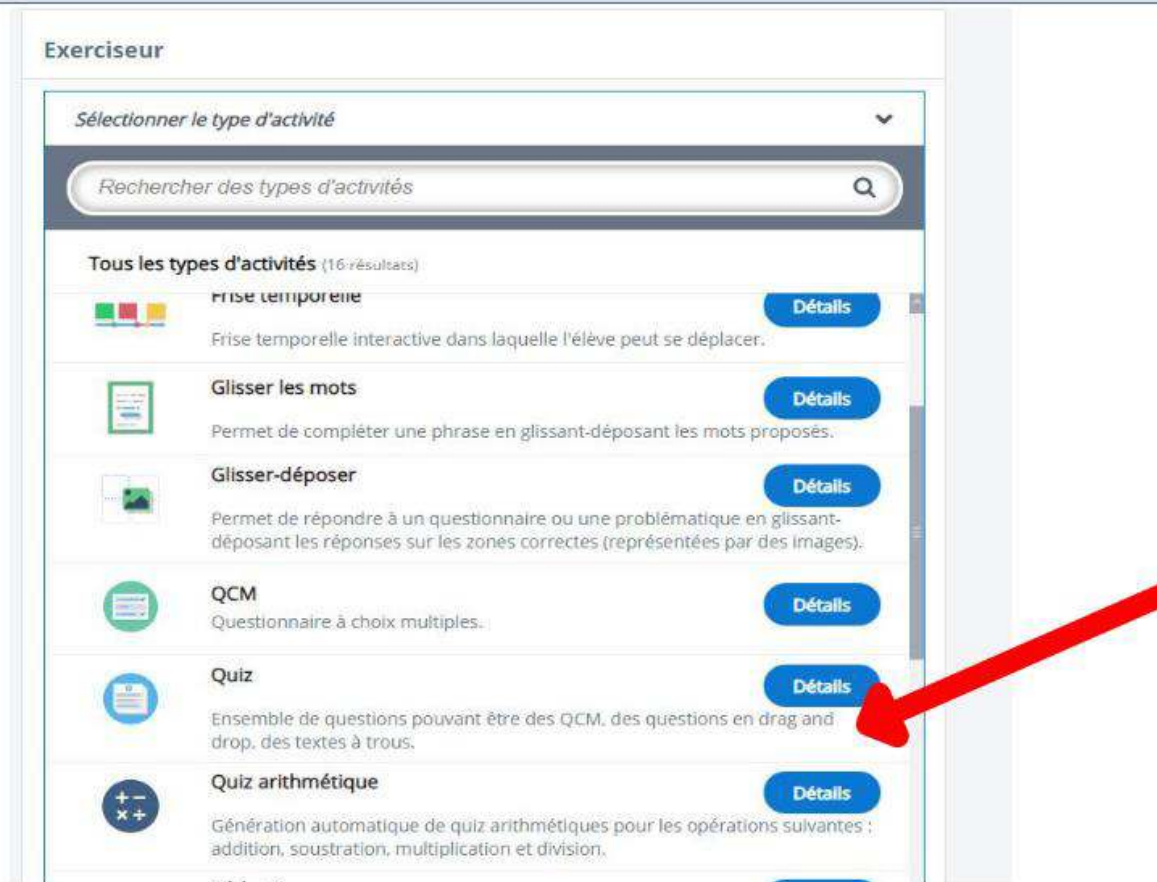 Exerciseur
Sélectionner le type d'activité
Rechercher des types d'activités
Tous les types d'activités (16 résultats)
Frise temporelle
Détails
Frise temporelle interactive dans laquelle l'élève peut se déplacer.
Glisser les mots
Détails
Permet de compléter une phrase en glissant-déposant les mots proposés.
Glisser-déposer
Détails
Permet de répondre à un questionnaire ou une problématique en glissant-
déposant les réponses sur les zones correctes (représentées par des images).
QCM
Détails
Questionnaire à choix multiples.
Quiz
Détails
Ensemble de questions pouvant être des QCM, des questions en drag and
drop, des textes à trous.
Quiz arithmétique
Détails
Génération automatique de quiz arithmétiques pour les opérations suivantes :
addition, soustration, multiplication et division.